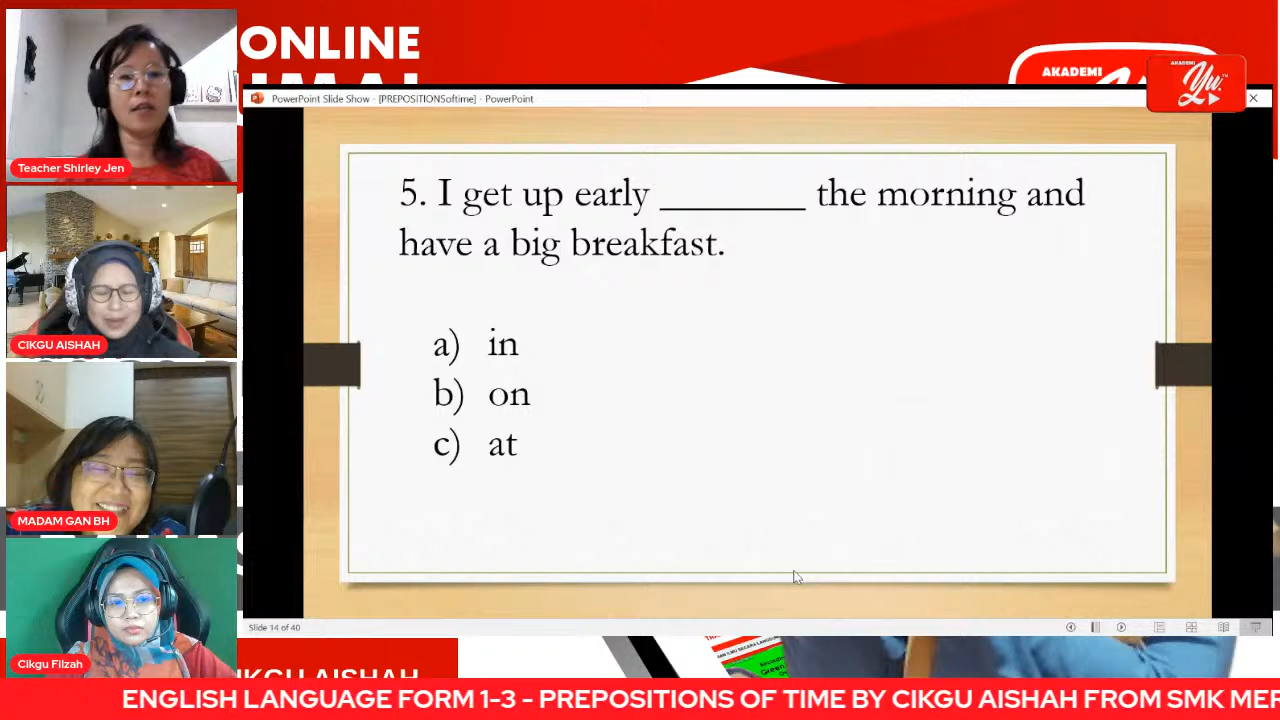 ONLINE
AKADEMI
AKADEMI
Yu.
PowerPoint Slide Show - [PREPOSITIONSoftime] - PowerPoint
Teacher Shirley Jen
5. I get up early ________ the morning and
have a big breakfast.
a) in
b) on
c) at
CIKGU AISHAH
MADAM GAN BH
Cikgu Filzah
Slide 14 of 40
ENGLISH LANGUAGE FORM 1-3 - PREPOSITIONS OF TIME BY CIKGU AISHAH FROM SMK MER